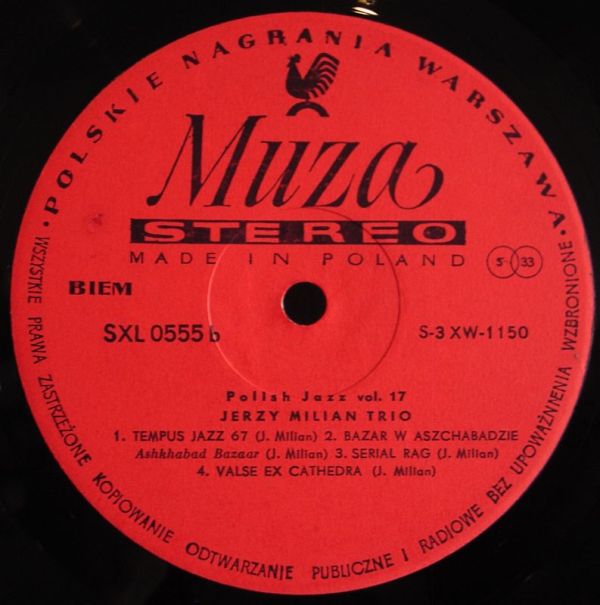 • POLSKIE NAGRANIA WARSZAWA •
Muza
STEREO
MADE IN POLAND
S 33
BIEM
SXL 0555 b
S-3 XW-1150
Polish Jazz vol. 17
JERZY MILIAN TRIO
1. TEMPUS JAZZ 67 (J. Milian) 2. BAZAR W ASZCHABADZIE
Ashkhabad Bazaar (J. Milian) 3. SERIAL RAG (J. Milian)
4. VALSE EX CATHEDRA (J. Milian)
WSZYSTKIE PRAWA ZASTRZEŻONE KOPIOWANIE ODTWARZANIE PUBLICZNE I RADIOWE BEZ UPOWAŻNIENIA WZBRONIONE